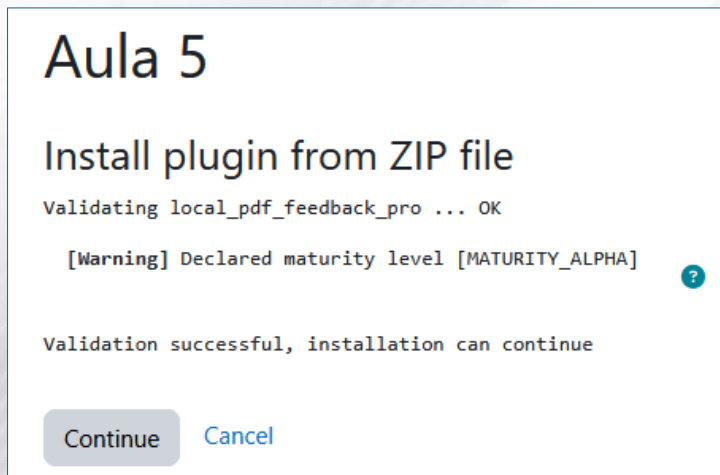 Aula 5
Install plugin from ZIP file
Validating local_pdf_feedback_pro ... OK
[Warning] Declared maturity level [MATURITY_ALPHA]
?
Validation successful, installation can continue
Continue Cancel